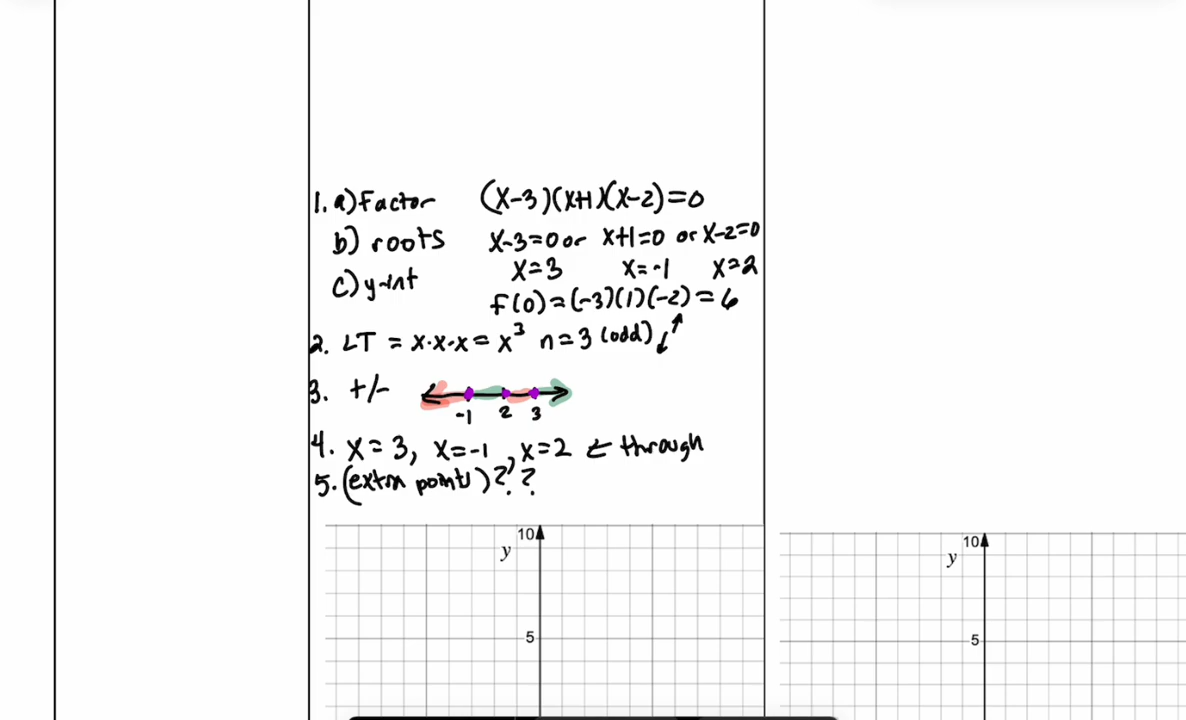 1. a) Factor (x-3)(x+1)(x-2)=0
b) roots x-3=0 or x+1=0 or x-2=0
x=3 x=-1 x=2
c) y-int
f(0)=(-3)(1)(-2)=6
2. LT = x·x·x = x³ n=3 (odd) ↙↗
3. +/-
-1 2 3
4. x=3, x=-1, x=2 ← through
5. (extra points)??
10
y
5
10
y
5